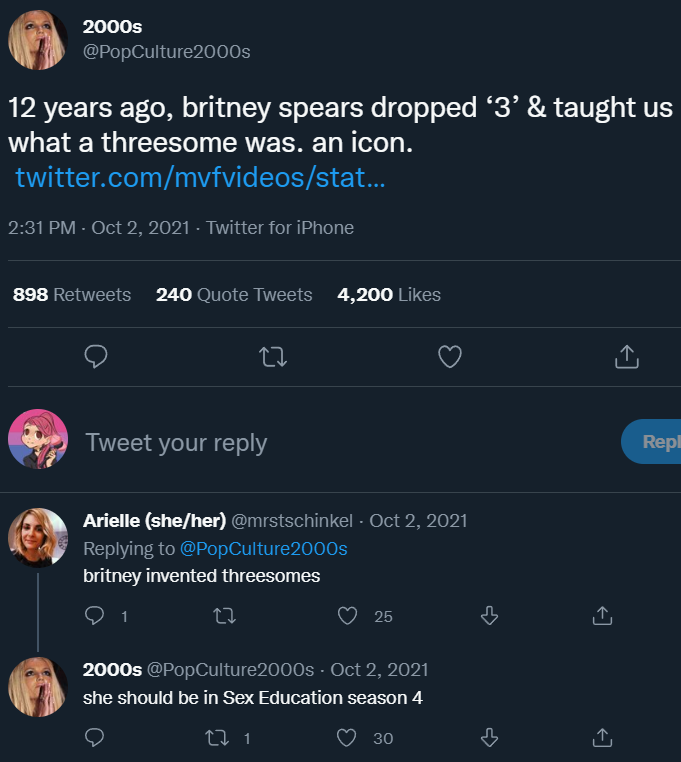 2000s
@PopCulture2000s
12 years ago, britney spears dropped ‘3’ & taught us
what a threesome was. an icon.
twitter.com/mvfvideos/stat...
2:31 PM · Oct 2, 2021 · Twitter for iPhone
898 Retweets 240 Quote Tweets 4,200 Likes
Tweet your reply
Repl
Arielle (she/her) @mrstschinkel · Oct 2, 2021
Replying to @PopCulture2000s
britney invented threesomes
1 25
2000s @PopCulture2000s · Oct 2, 2021
she should be in Sex Education season 4
1 30